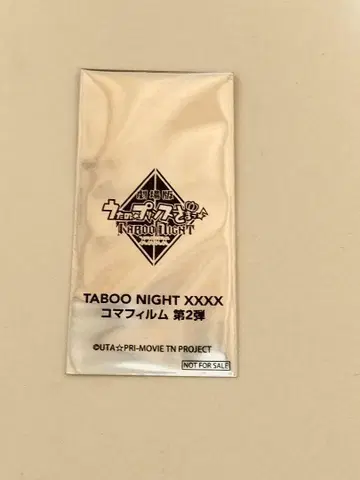 劇場版
うたの☆プリンスさまっ♪
TABOO NIGHT
TABOO NIGHT XXXX
コマフィルム 第2弾
©UTA☆PRI-MOVIE TN PROJECT
NOT FOR SALE